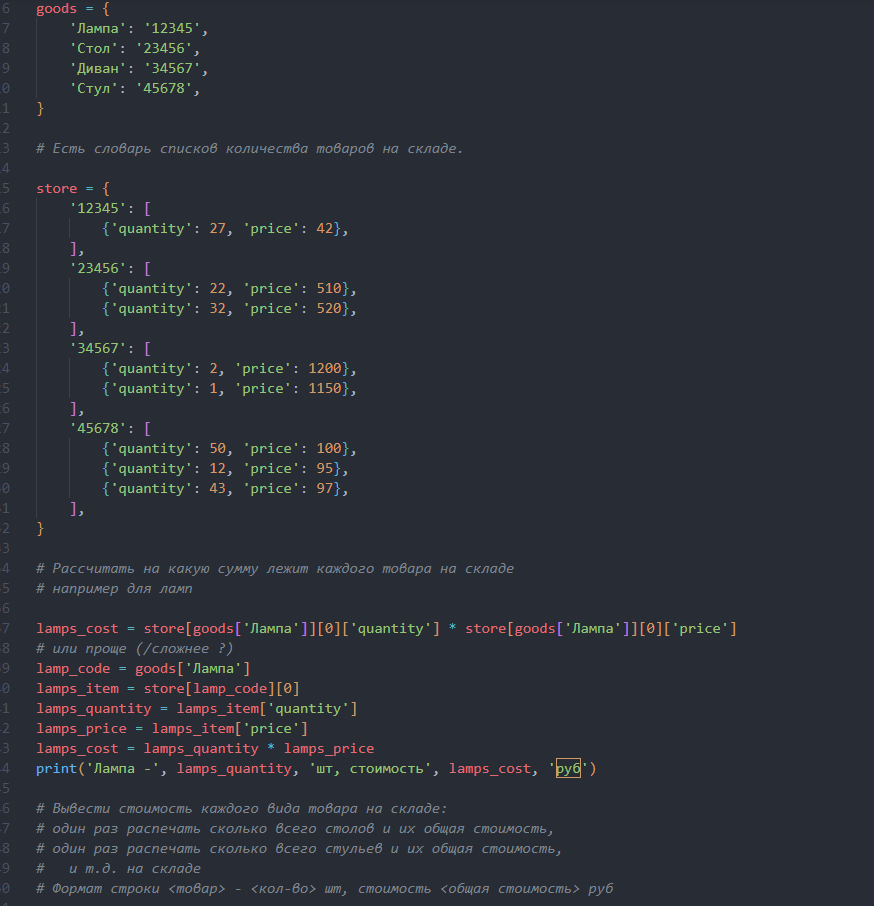 6 goods = {
7     'Лампа': '12345',
8     'Стол': '23456',
9     'Диван': '34567',
0     'Стул': '45678',
1 }
2
3 # Есть словарь списков количества товаров на складе.
4
5 store = {
6     '12345': [
7         {'quantity': 27, 'price': 42},
8     ],
9     '23456': [
0         {'quantity': 22, 'price': 510},
1         {'quantity': 32, 'price': 520},
2     ],
3     '34567': [
4         {'quantity': 2, 'price': 1200},
5         {'quantity': 1, 'price': 1150},
6     ],
7     '45678': [
8         {'quantity': 50, 'price': 100},
9         {'quantity': 12, 'price': 95},
0         {'quantity': 43, 'price': 97},
1     ],
2 }
3
4 # Рассчитать на какую сумму лежит каждого товара на складе
5 # например для ламп
6
7 lamps_cost = store[goods['Лампа']][0]['quantity'] * store[goods['Лампа']][0]['price']
8 # или проще (/сложнее ?)
9 lamp_code = goods['Лампа']
0 lamps_item = store[lamp_code][0]
1 lamps_quantity = lamps_item['quantity']
2 lamps_price = lamps_item['price']
3 lamps_cost = lamps_quantity * lamps_price
4 print('Лампа -', lamps_quantity, 'шт, стоимость', lamps_cost, 'руб')
5
6 # Вывести стоимость каждого вида товара на складе:
7 # один раз распечать сколько всего столов и их общая стоимость,
8 # один раз распечать сколько всего стульев и их общая стоимость,
9 #   и т.д. на складе
0 # Формат строки <товар> - <кол-во> шт, стоимость <общая стоимость> руб